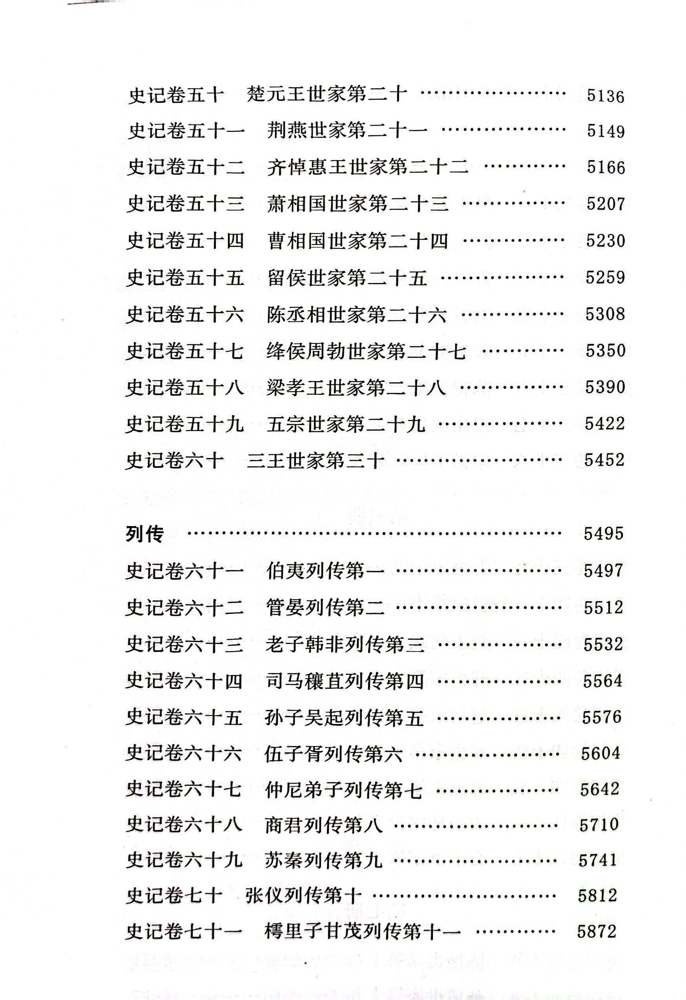 史记卷五十　楚元王世家第二十 …………………… 5136
史记卷五十一　荆燕世家第二十一 ………………… 5149
史记卷五十二　齐悼惠王世家第二十二 ………… 5166
史记卷五十三　萧相国世家第二十三 …………… 5207
史记卷五十四　曹相国世家第二十四 …………… 5230
史记卷五十五　留侯世家第二十五 ……………… 5259
史记卷五十六　陈丞相世家第二十六 …………… 5308
史记卷五十七　绛侯周勃世家第二十七 ………… 5350
史记卷五十八　梁孝王世家第二十八 …………… 5390
史记卷五十九　五宗世家第二十九 ……………… 5422
史记卷六十　三王世家第三十 …………………… 5452
列传 ………………………………………………… 5495
史记卷六十一　伯夷列传第一 …………………… 5497
史记卷六十二　管晏列传第二 …………………… 5512
史记卷六十三　老子韩非列传第三 ……………… 5532
史记卷六十四　司马穰苴列传第四 ……………… 5564
史记卷六十五　孙子吴起列传第五 ……………… 5576
史记卷六十六　伍子胥列传第六 ………………… 5604
史记卷六十七　仲尼弟子列传第七 ……………… 5642
史记卷六十八　商君列传第八 …………………… 5710
史记卷六十九　苏秦列传第九 …………………… 5741
史记卷七十　张仪列传第十 ……………………… 5812
史记卷七十一　樗里子甘茂列传第十一 ………… 5872